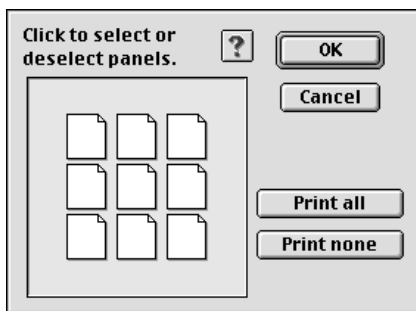 Click to select or
deselect panels.
?
OK
Cancel
Print all
Print none